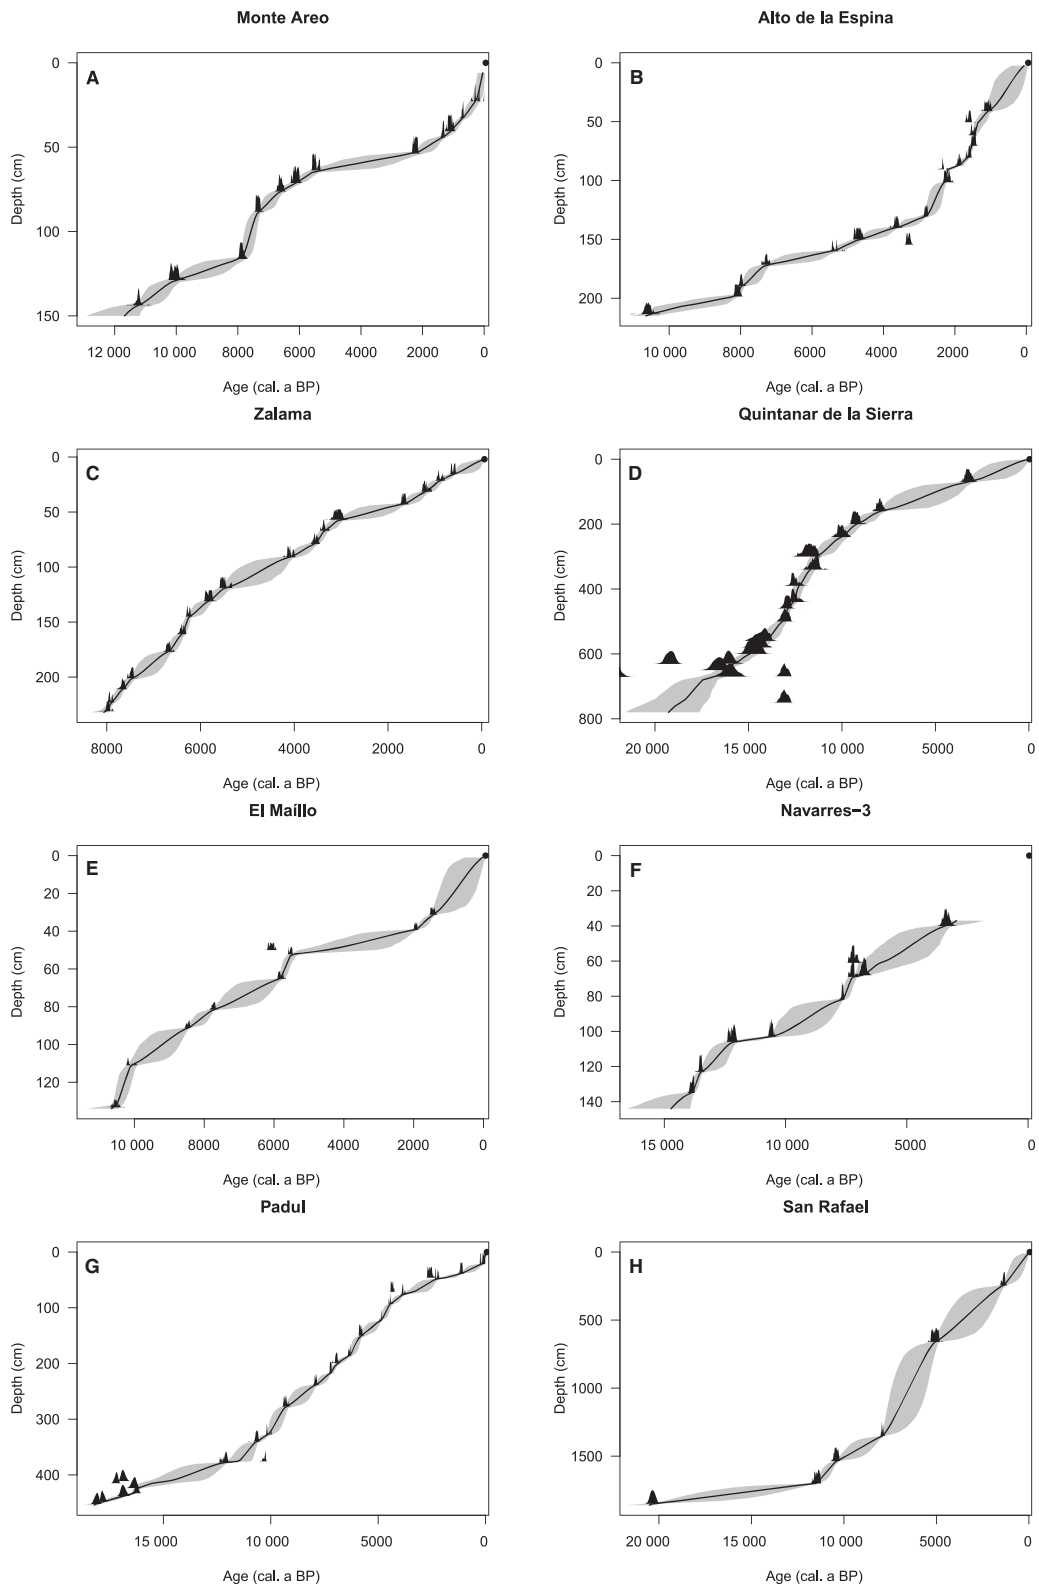 Monte Areo
A
0
50
100
150
Depth (cm)
12 000 10 000 8000 6000 4000 2000 0
Age (cal. a BP)
Alto de la Espina
B
0
50
100
150
200
Depth (cm)
10 000 8000 6000 4000 2000 0
Age (cal. a BP)
Zalama
C
0
50
100
150
200
Depth (cm)
8000 6000 4000 2000 0
Age (cal. a BP)
Quintanar de la Sierra
D
0
200
400
600
800
Depth (cm)
20 000 15 000 10 000 5000 0
Age (cal. a BP)
El Maíllo
E
0
20
40
60
80
100
120
Depth (cm)
10 000 8000 6000 4000 2000 0
Age (cal. a BP)
Navarres−3
F
0
20
40
60
80
100
120
140
Depth (cm)
15 000 10 000 5000 0
Age (cal. a BP)
Padul
G
0
100
200
300
400
Depth (cm)
15 000 10 000 5000 0
Age (cal. a BP)
San Rafael
H
0
500
1000
1500
Depth (cm)
20 000 15 000 10 000 5000 0
Age (cal. a BP)